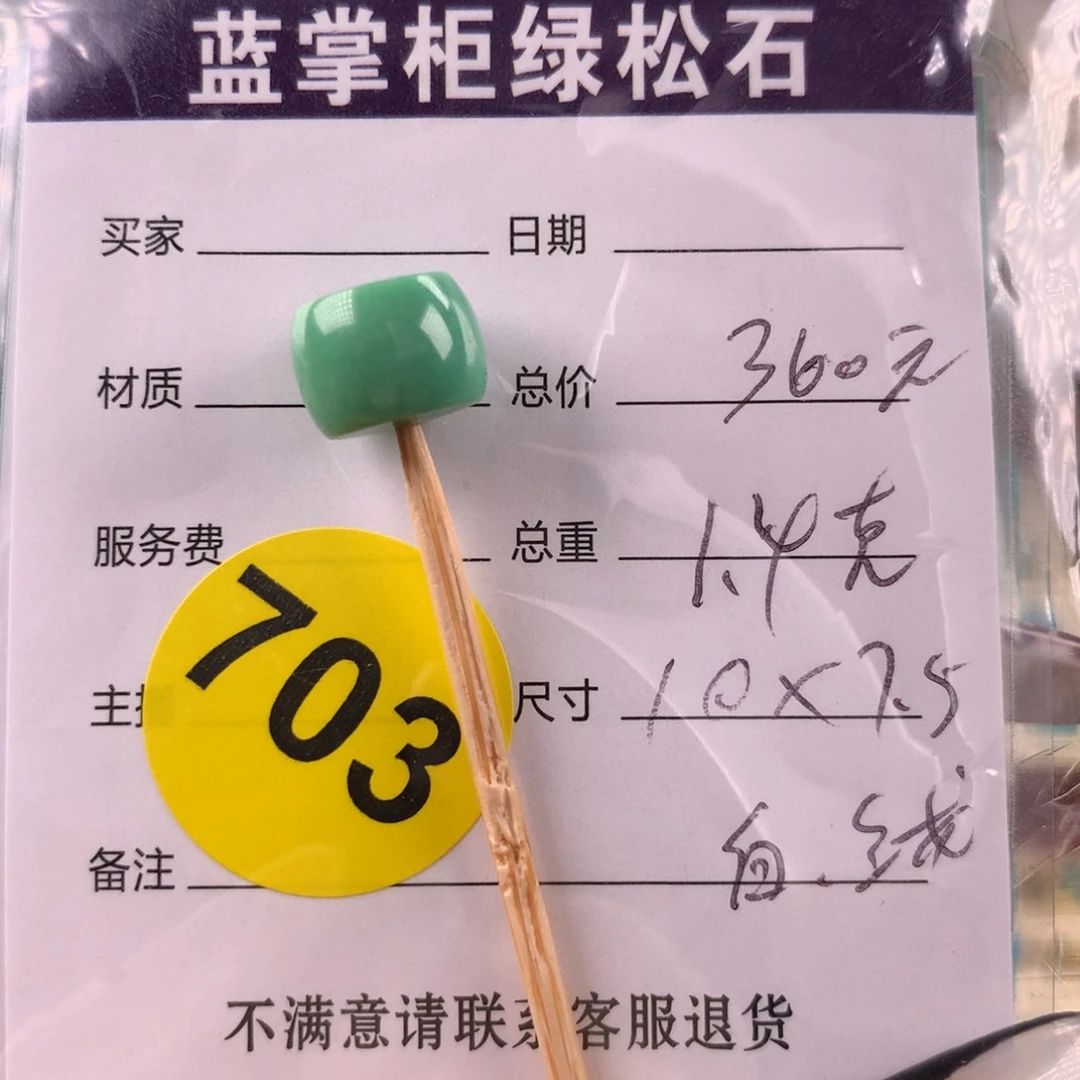 蓝掌柜绿松石
买家 日期
材质 总价 360元
服务费 总重 1.4克
主 尺寸 10×7.5
703
备注 白.线
不满意请联系客服退货